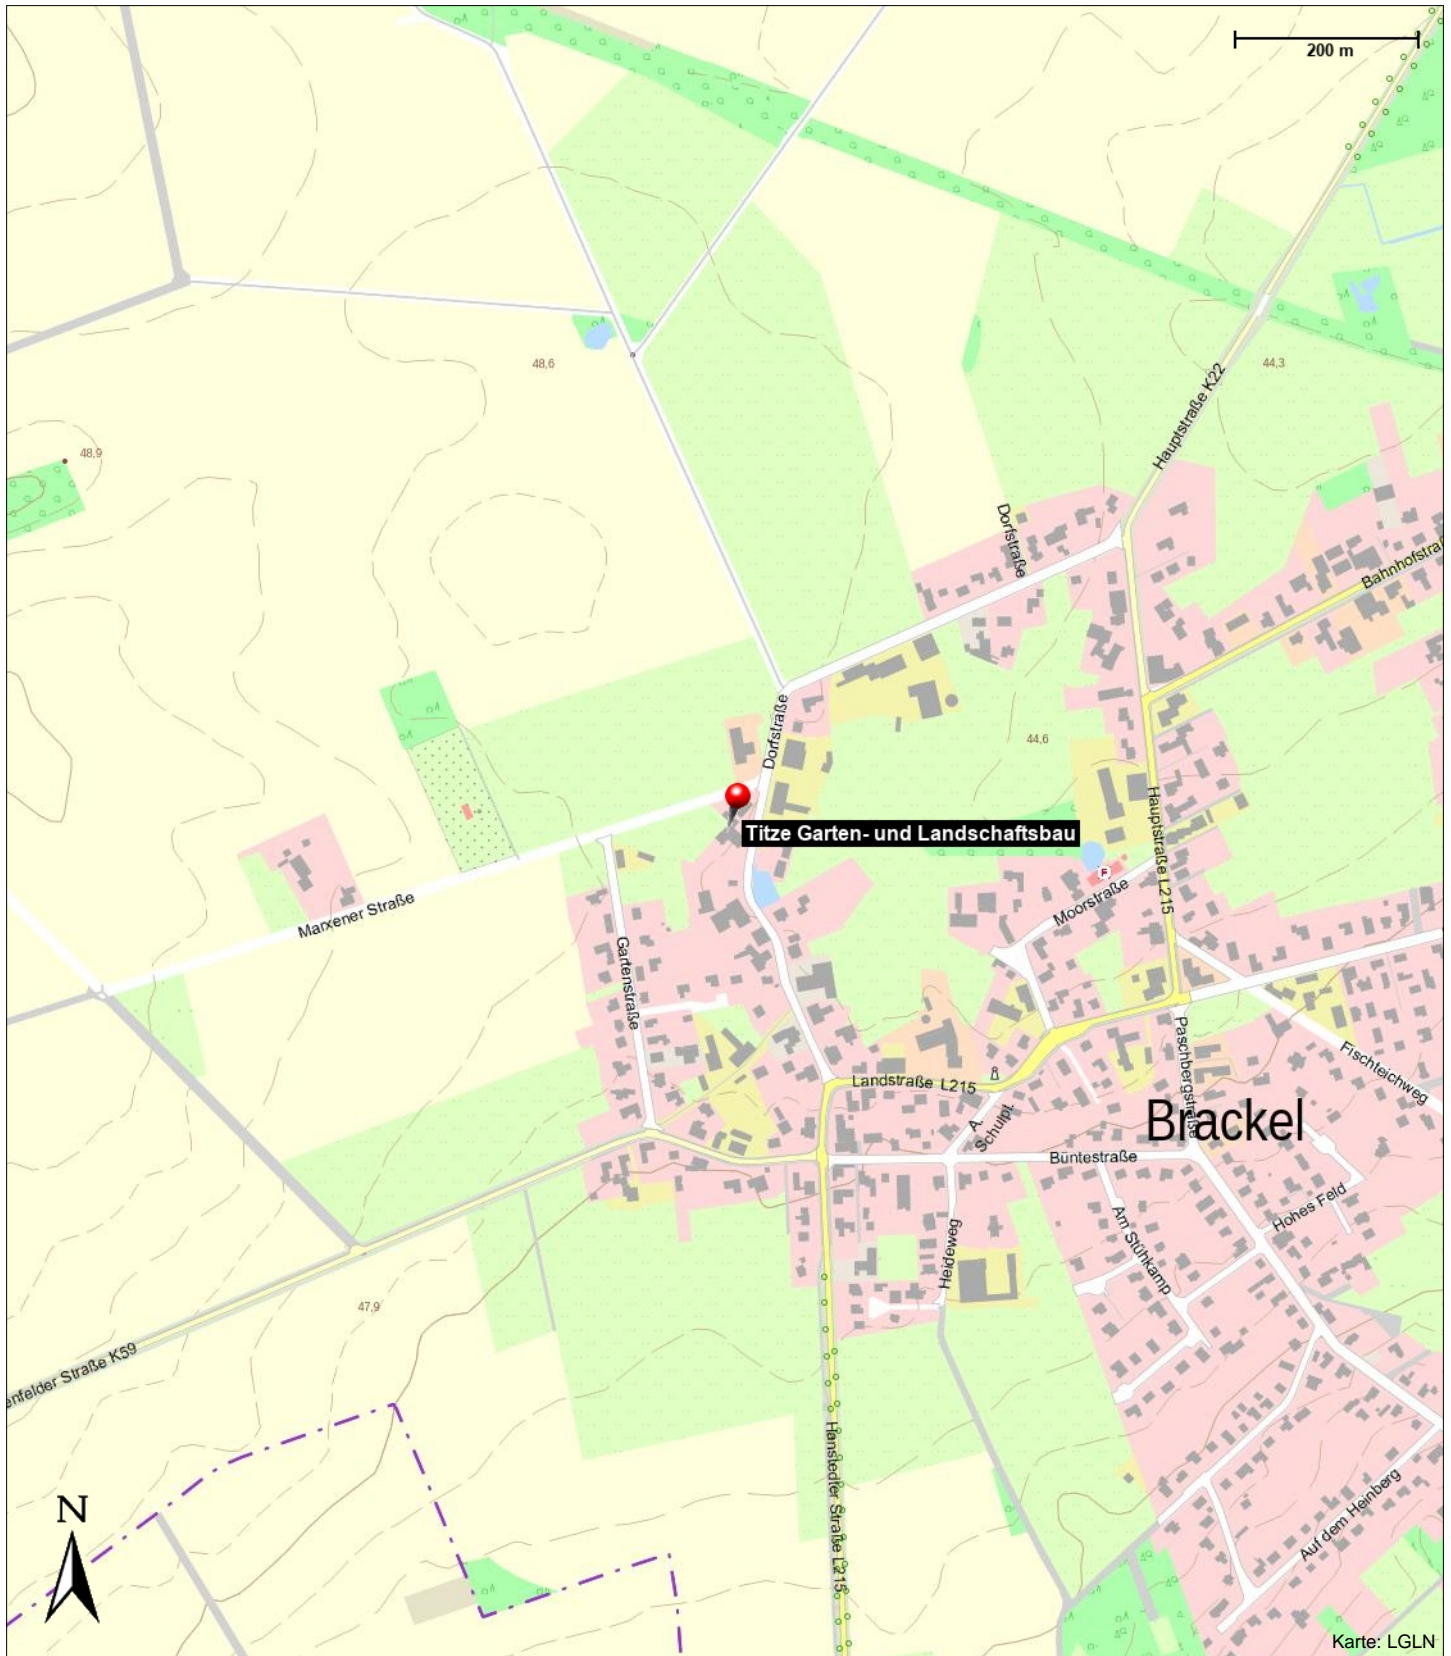 200 m
48,6
44,3
Hauptstraße K22
48,9
Dorfstraße
Bahnhofstraß
Dorfstraße
44,6
Titze Garten- und Landschaftsbau
Hauptstraße L215
F
Moorstraße
Marxener Straße
Gartenstraße
Landstraße L215
Paschbergstraße
Fischteichweg
A.
Schulpl.
Brackel
Büntestraße
Hohes Feld
Am Stühkamp
Heideweg
47,9
enfelder Straße K59
Hanstedter Straße L215
Auf dem Heinberg
N
Karte: LGLN